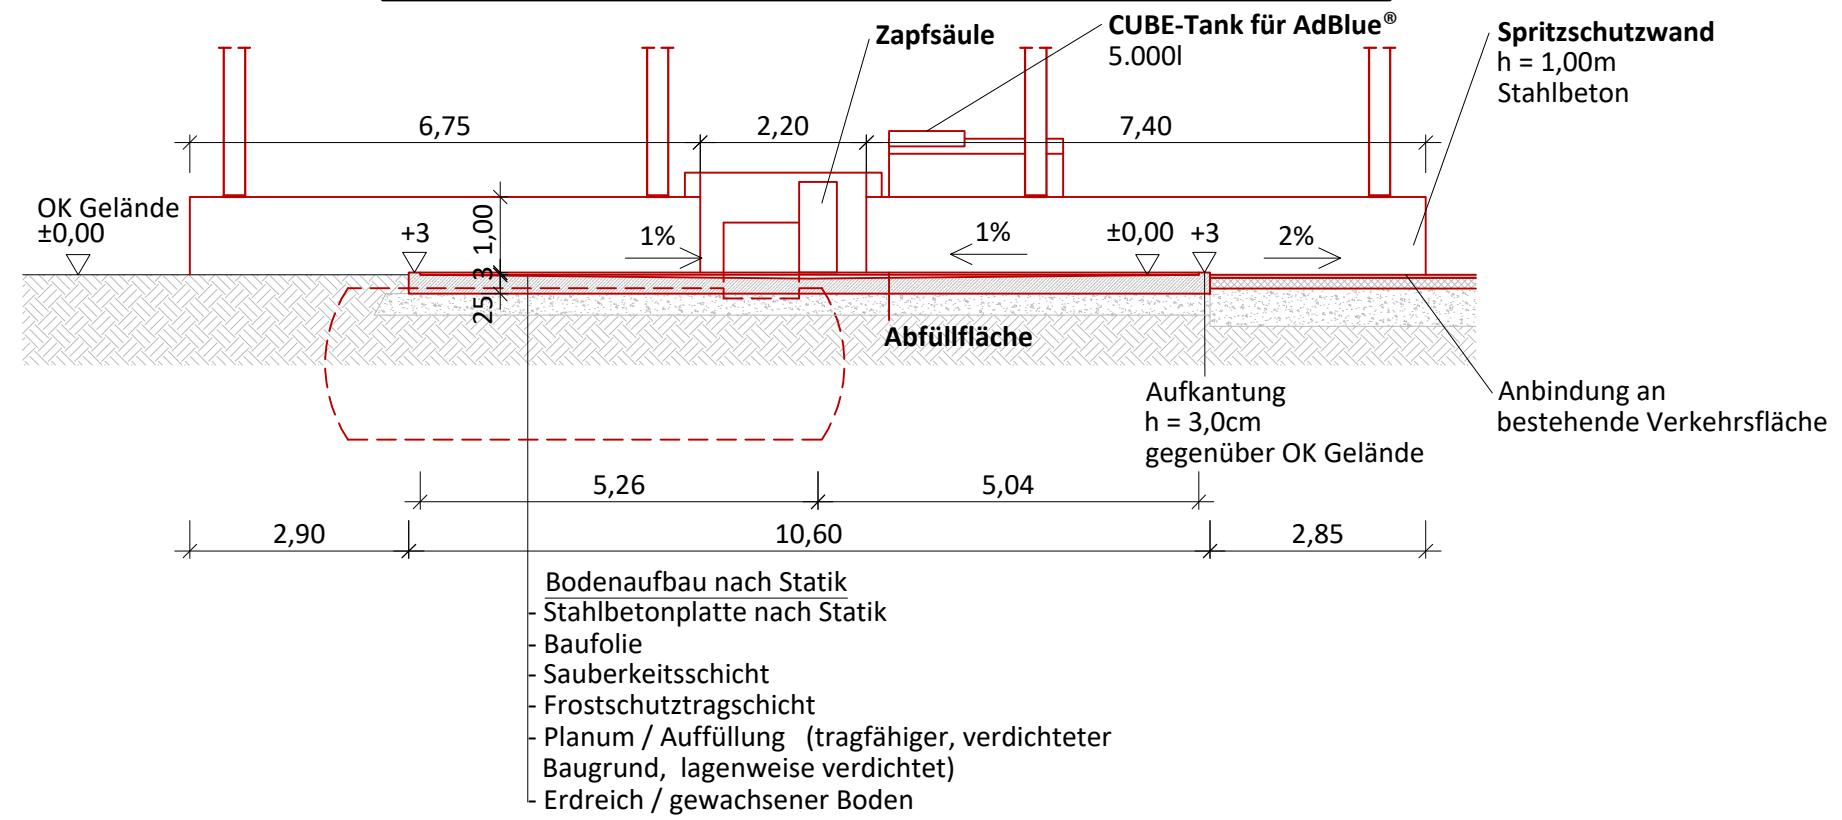 Zapfsäule
CUBE-Tank für AdBlue®
5.000l
Spritzschutzwand
h = 1,00m
Stahlbeton
6,75
2,20
7,40
OK Gelände
±0,00
+3
1,00
3
25
1%
1%
±0,00
+3
2%
Abfüllfläche
Aufkantung
h = 3,0cm
gegenüber OK Gelände
Anbindung an
bestehende Verkehrsfläche
5,26
5,04
2,90
10,60
2,85
Bodenaufbau nach Statik
- Stahlbetonplatte nach Statik
- Baufolie
- Sauberkeitsschicht
- Frostschutztragschicht
- Planum / Auffüllung (tragfähiger, verdichteter
Baugrund, lagenweise verdichtet)
- Erdreich / gewachsener Boden